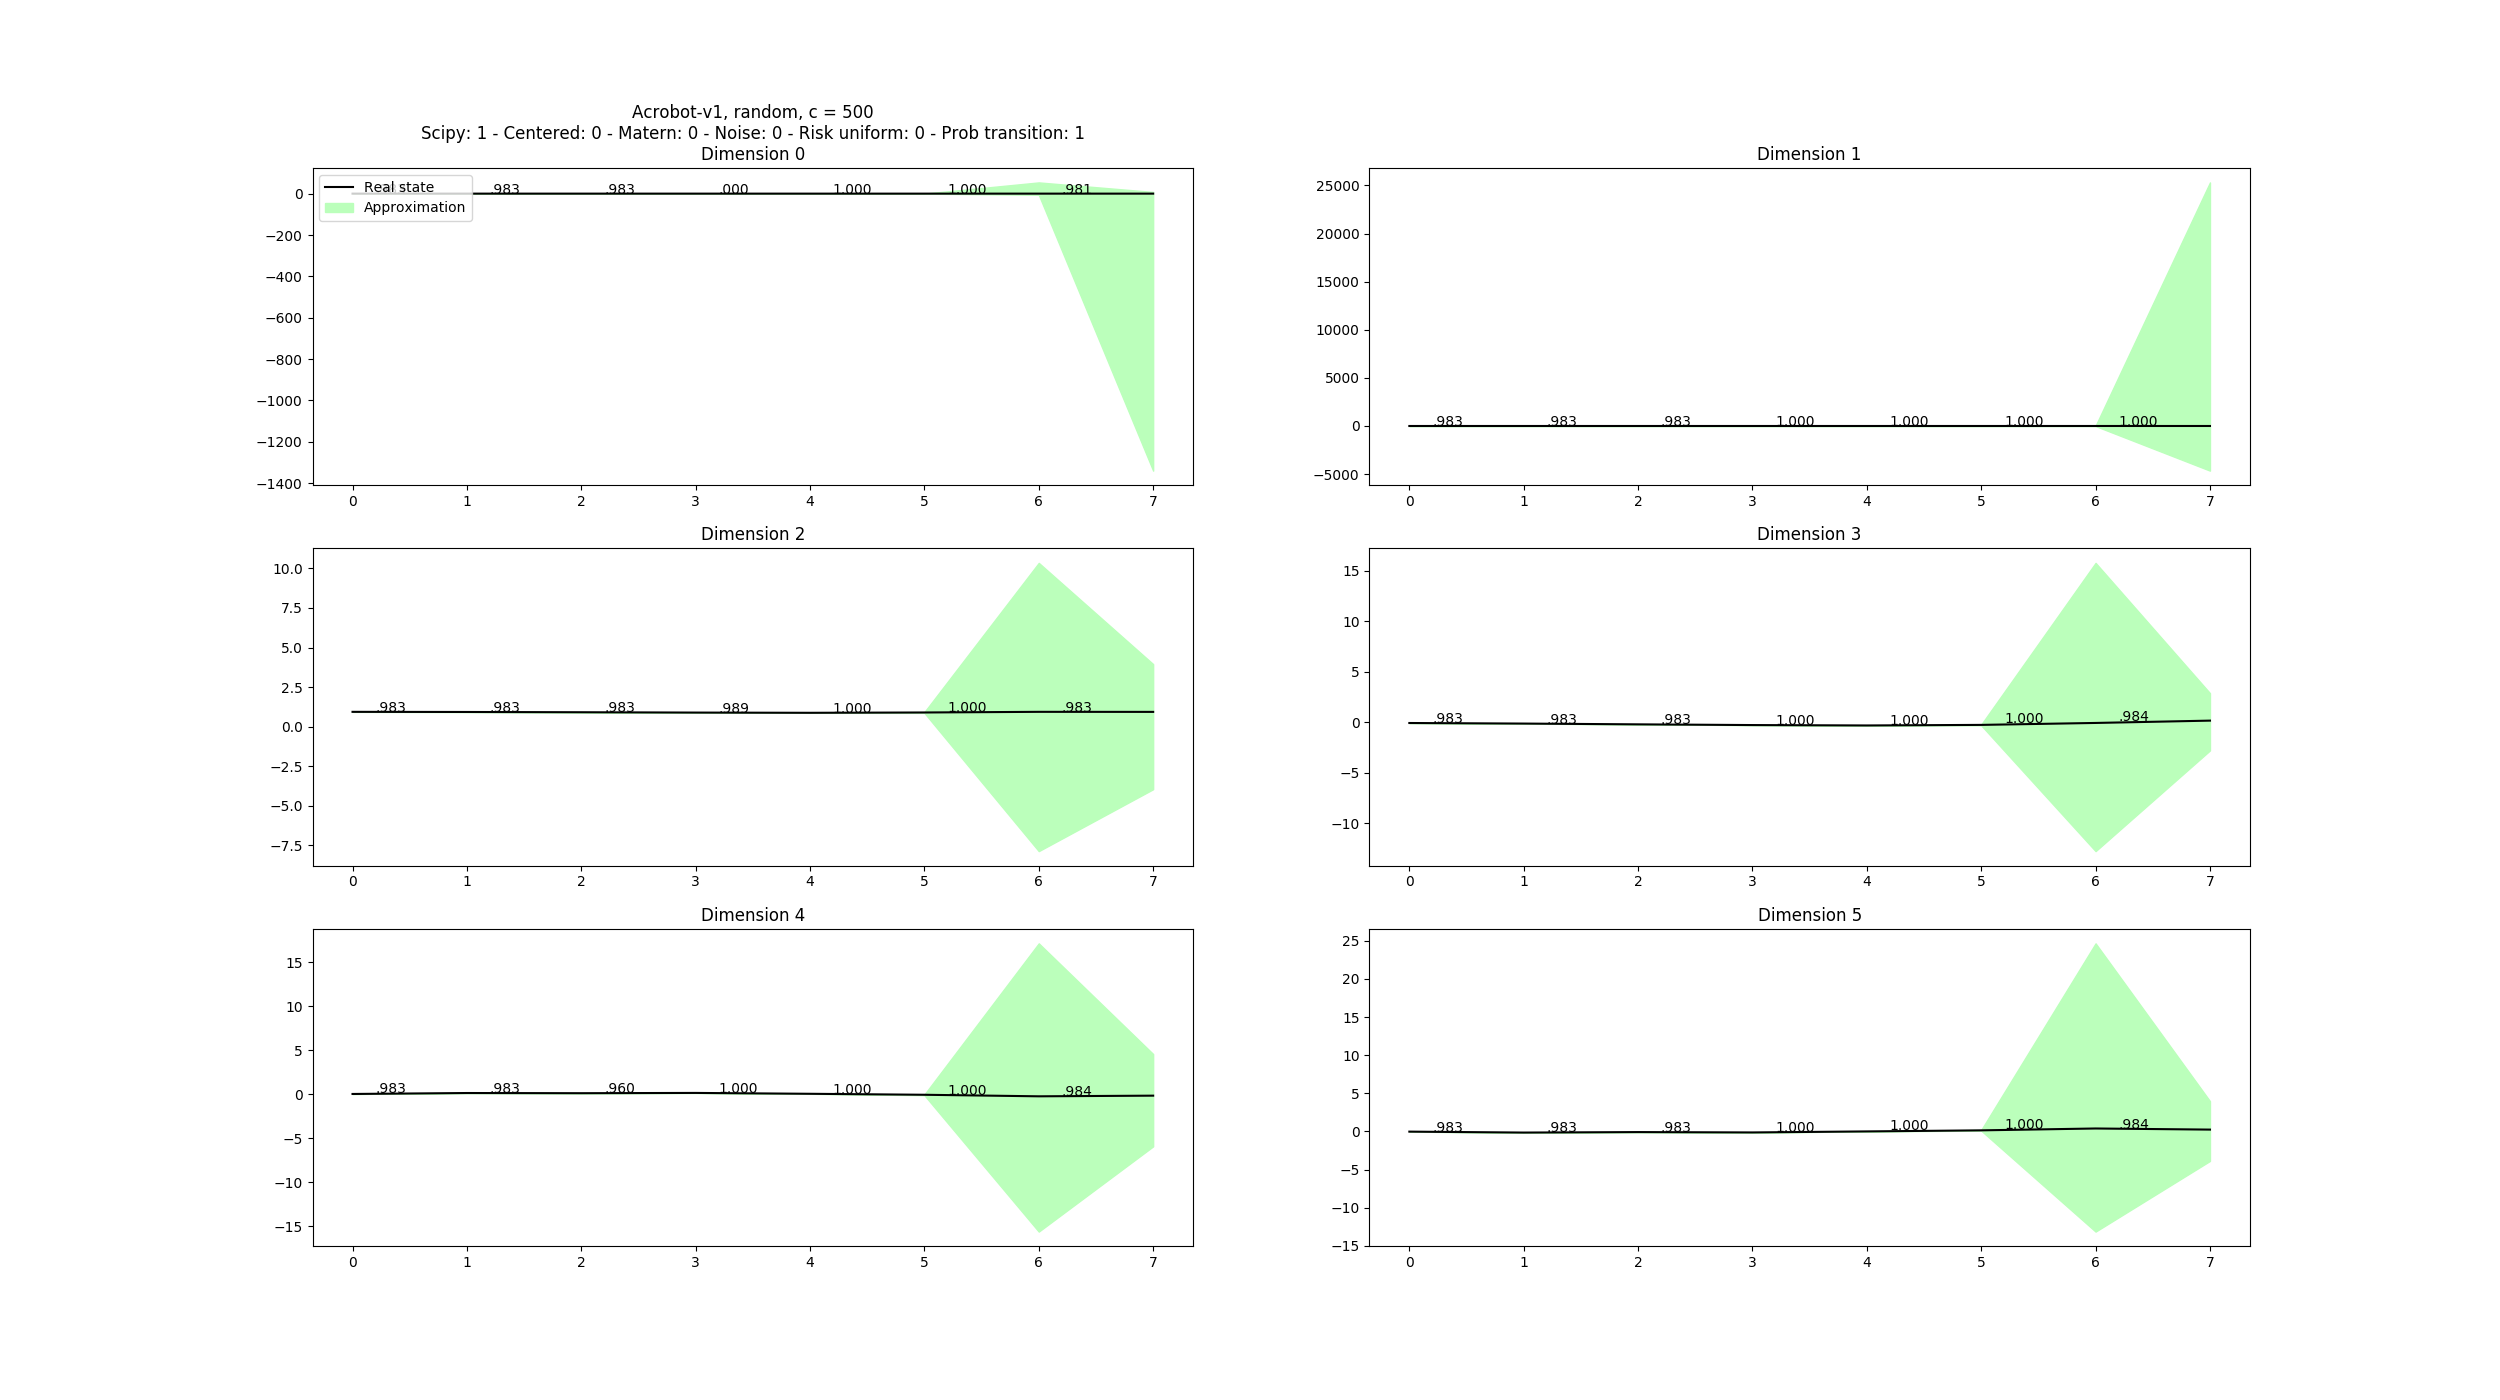 Acrobot-v1, random, c = 500
Scipy: 1 - Centered: 0 - Matern: 0 - Noise: 0 - Risk uniform: 0 - Prob transition: 1
Dimension 0
Real state
Approximation
.983 .983 .000 1.000 1.000 .981
0
−200
−400
−600
−800
−1000
−1200
−1400
0 1 2 3 4 5 6 7
Dimension 1
25000
20000
15000
10000
5000
0
−5000
.983 .983 .983 1.000 1.000 1.000 1.000
0 1 2 3 4 5 6 7
Dimension 2
10.0
7.5
5.0
2.5
0.0
−2.5
−5.0
−7.5
.983 .983 .983 .989 1.000 1.000 .983
0 1 2 3 4 5 6 7
Dimension 3
15
10
5
0
−5
−10
.983 .983 .983 1.000 1.000 1.000 .984
0 1 2 3 4 5 6 7
Dimension 4
15
10
5
0
−5
−10
−15
.983 .983 .960 1.000 1.000 1.000 .984
0 1 2 3 4 5 6 7
Dimension 5
25
20
15
10
5
0
−5
−10
−15
.983 .983 .983 1.000 1.000 1.000 .984
0 1 2 3 4 5 6 7